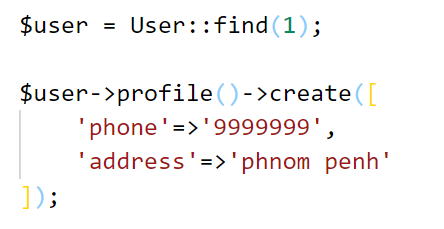 $user = User::find(1);
$user->profile()->create([
'phone'=>'9999999',
'address'=>'phnom penh'
]);